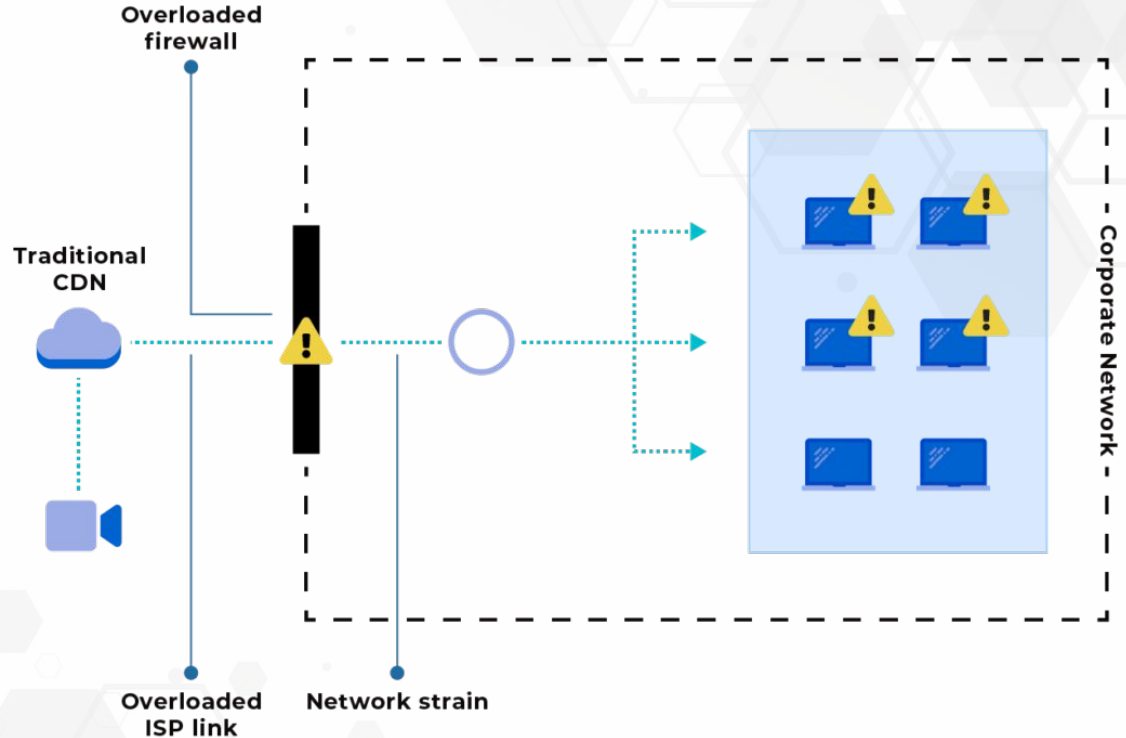 Overloaded
firewall
Traditional
CDN
Corporate Network
Overloaded
ISP link
Network strain